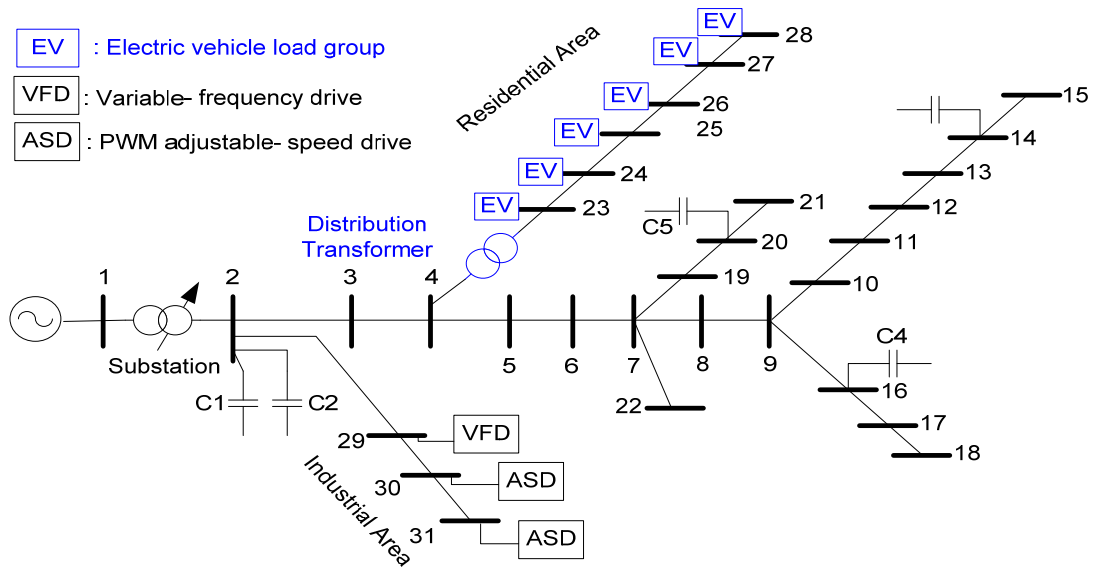 EV : Electric vehicle load group
VFD : Variable- frequency drive
ASD : PWM adjustable- speed drive
Residential Area
EV 28
EV 27
EV 26
EV 25
EV 24
EV 23
Distribution
Transformer
15
14
13
12
11
10
C5
21
20
19
1
2
3
4
5
6
7
8
9
Substation
C1
C2
22
C4
16
17
18
29 VFD
30 ASD
31 ASD
Industrial Area